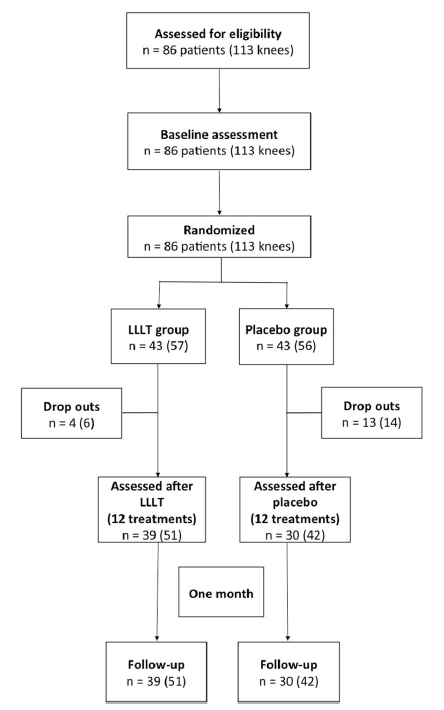 Assessed for eligibility
n = 86 patients (113 knees)
Baseline assessment
n = 86 patients (113 knees)
Randomized
n = 86 patients (113 knees)
LLLT group
n = 43 (57)
Placebo group
n = 43 (56)
Drop outs
n = 4 (6)
Drop outs
n = 13 (14)
Assessed after
LLLT
(12 treatments)
n = 39 (51)
Assessed after
placebo
(12 treatments)
n = 30 (42)
One month
Follow-up
n = 39 (51)
Follow-up
n = 30 (42)